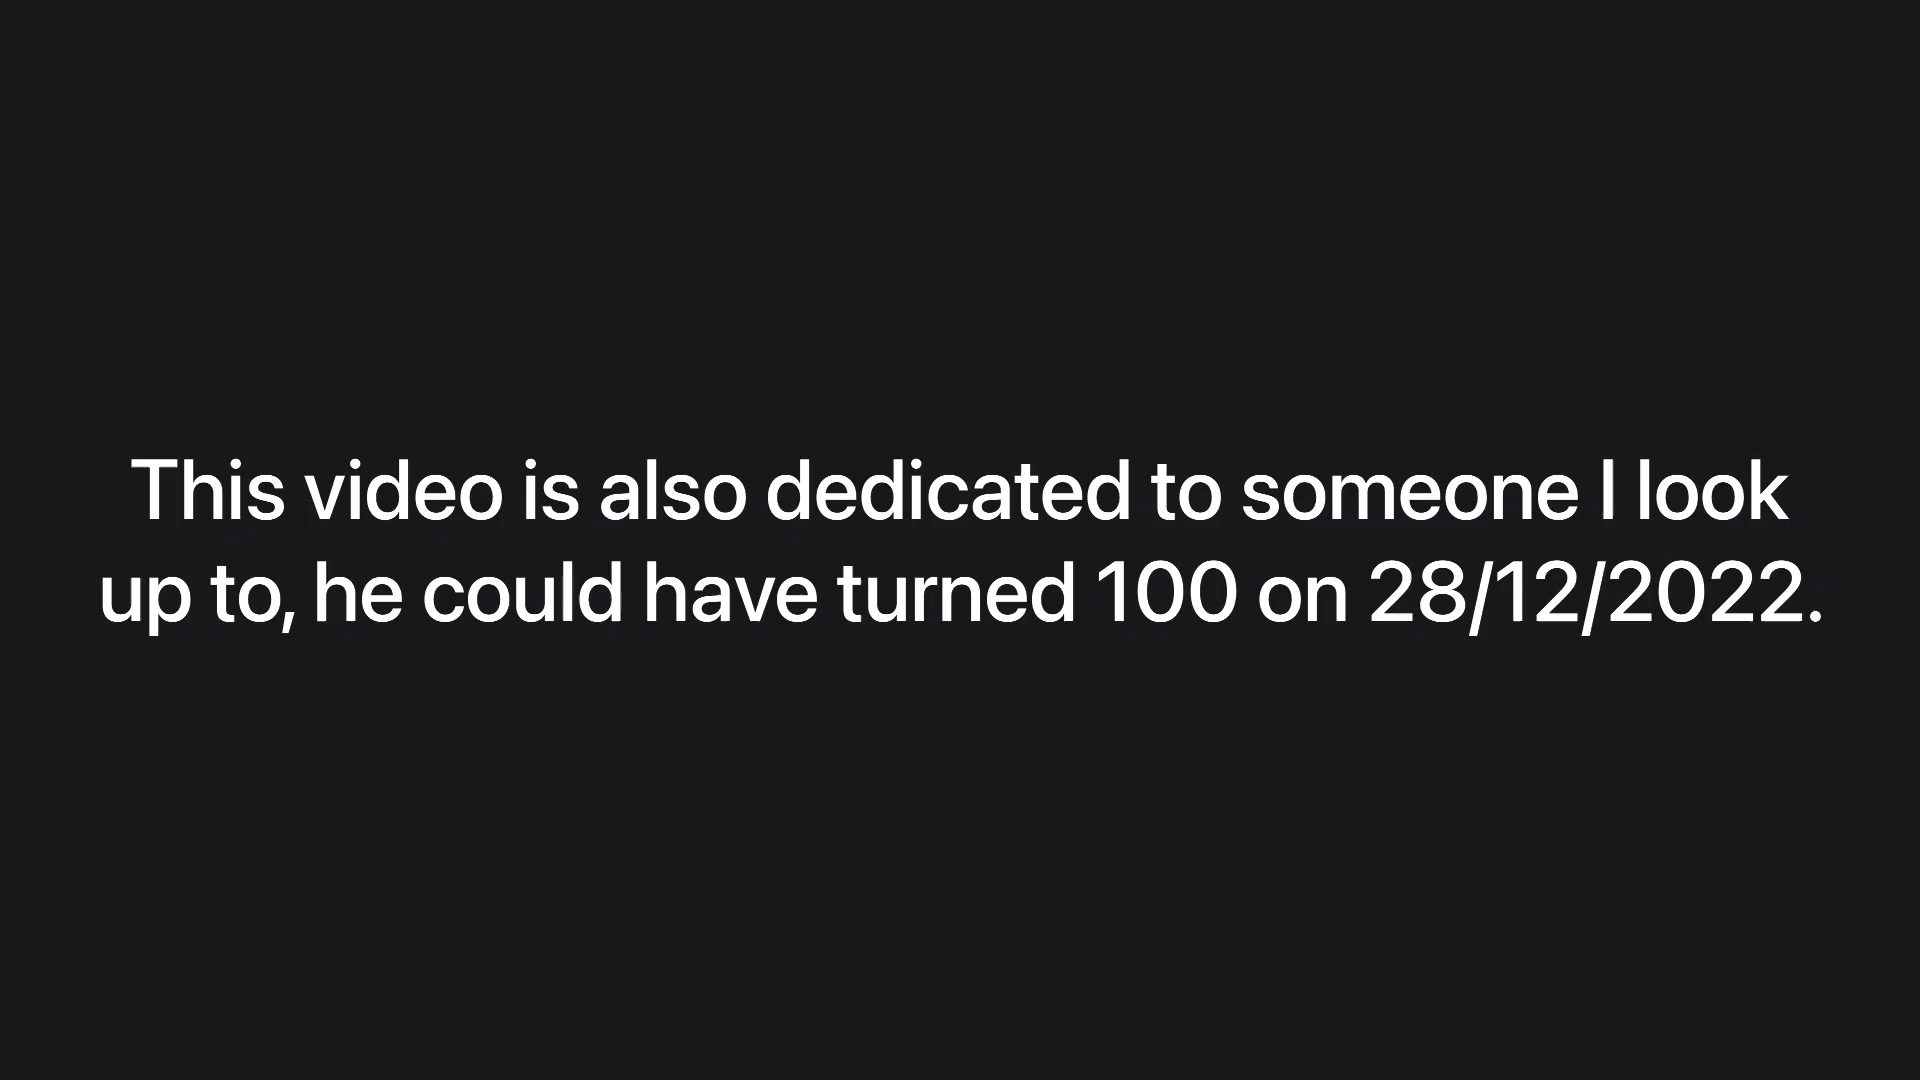 This video is also dedicated to someone I look
up to, he could have turned 100 on 28/12/2022.